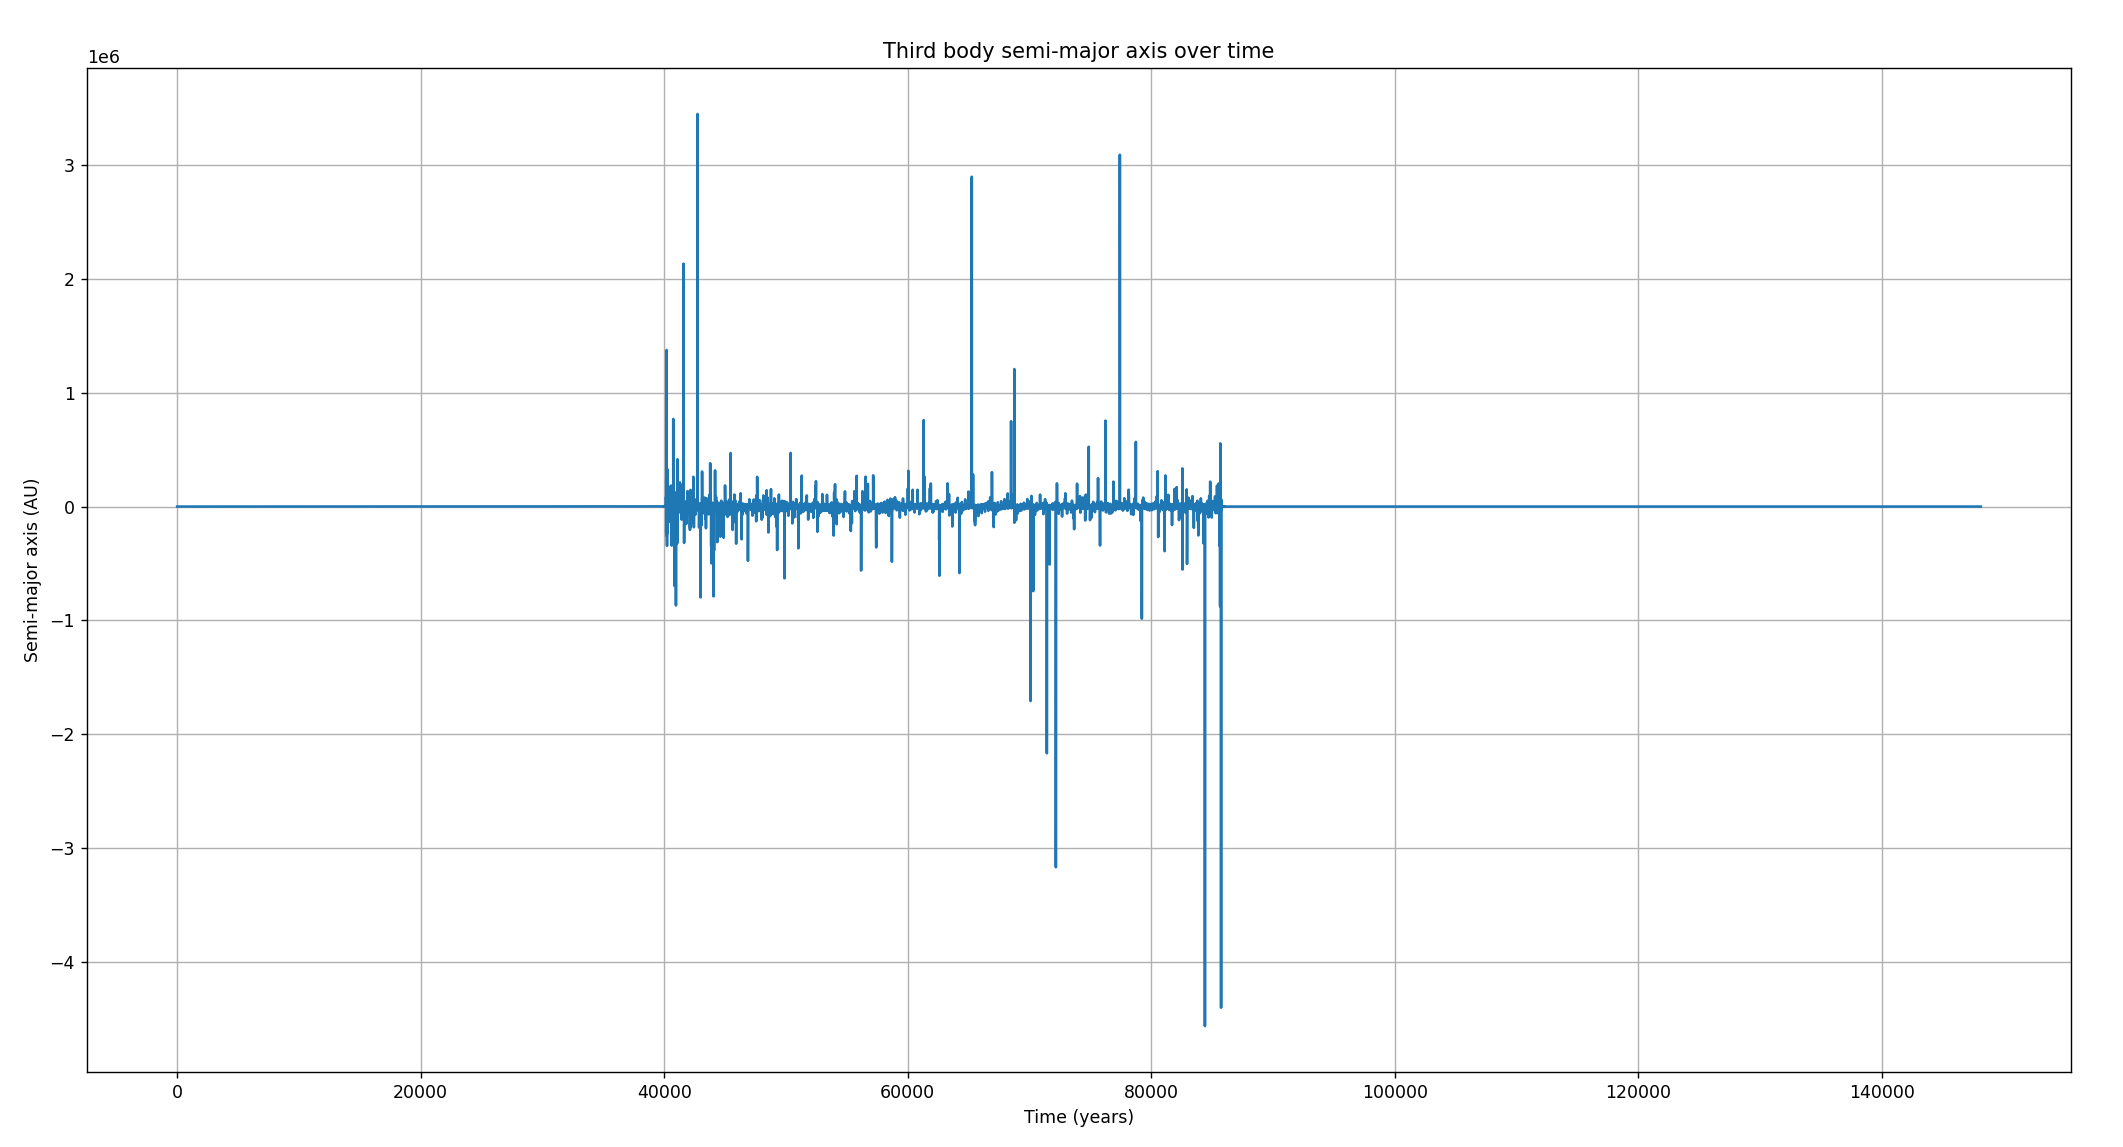 Third body semi-major axis over time
1e6
3
2
1
0
−1
−2
−3
−4
Semi-major axis (AU)
0 20000 40000 60000 80000 100000 120000 140000
Time (years)